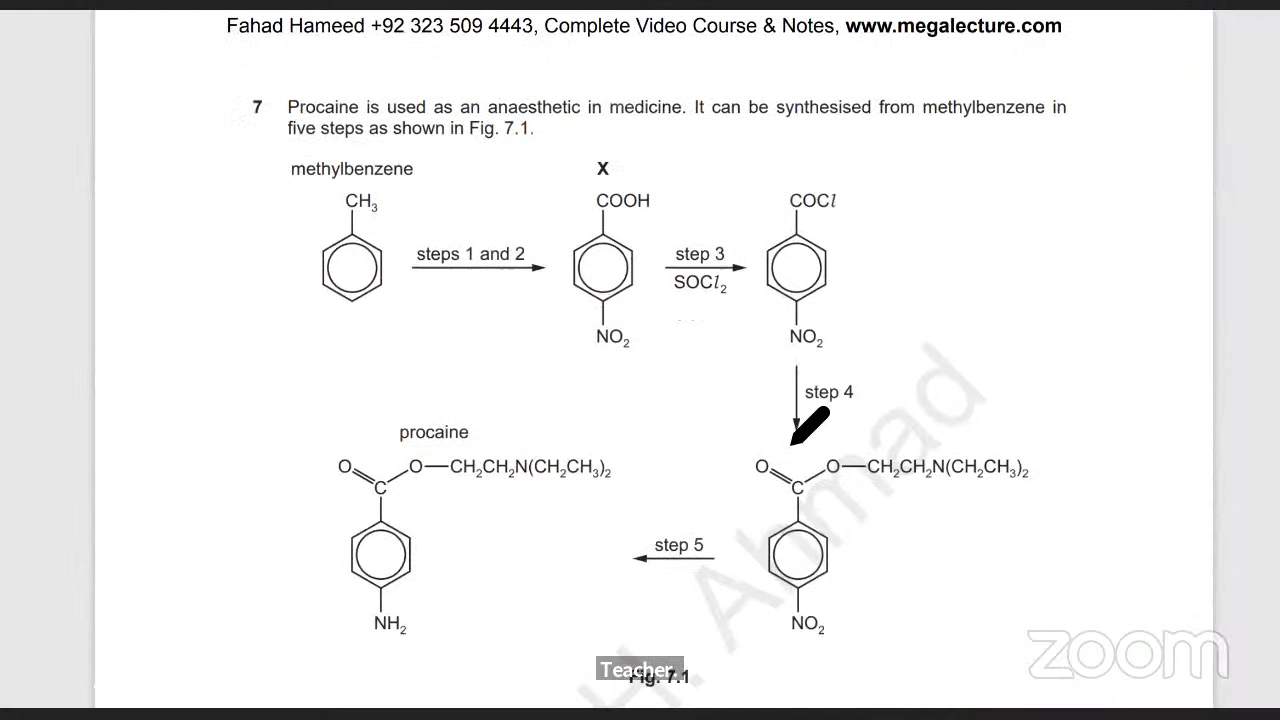 Fahad Hameed +92 323 509 4443, Complete Video Course & Notes, www.megalecture.com
7 Procaine is used as an anaesthetic in medicine. It can be synthesised from methylbenzene in
five steps as shown in Fig. 7.1.
methylbenzene
X
CH₃
COOH
COCl
steps 1 and 2
step 3
SOCl₂
NO₂
NO₂
step 4
procaine
O
O—CH₂CH₂N(CH₂CH₃)₂
C
O
O—CH₂CH₂N(CH₂CH₃)₂
C
step 5
NH₂
NO₂
H. Ahmad
zoom
Teacher
Fig. 7.1